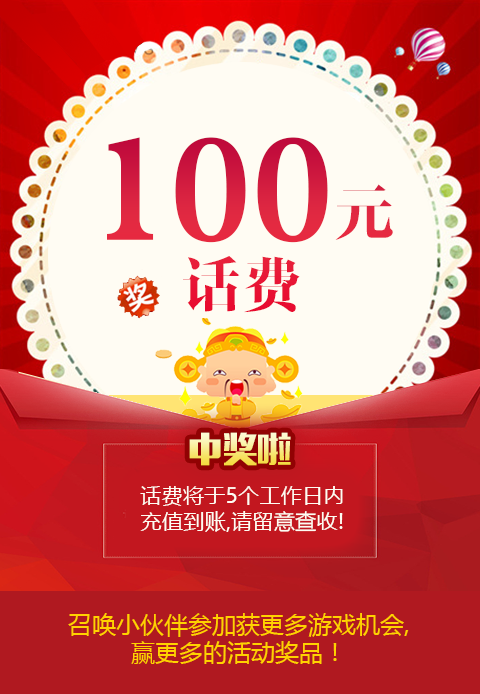 100元
话费
奖
中奖啦
话费将于5个工作日内
充值到账,请留意查收!
召唤小伙伴参加获更多游戏机会,
赢更多的活动奖品！